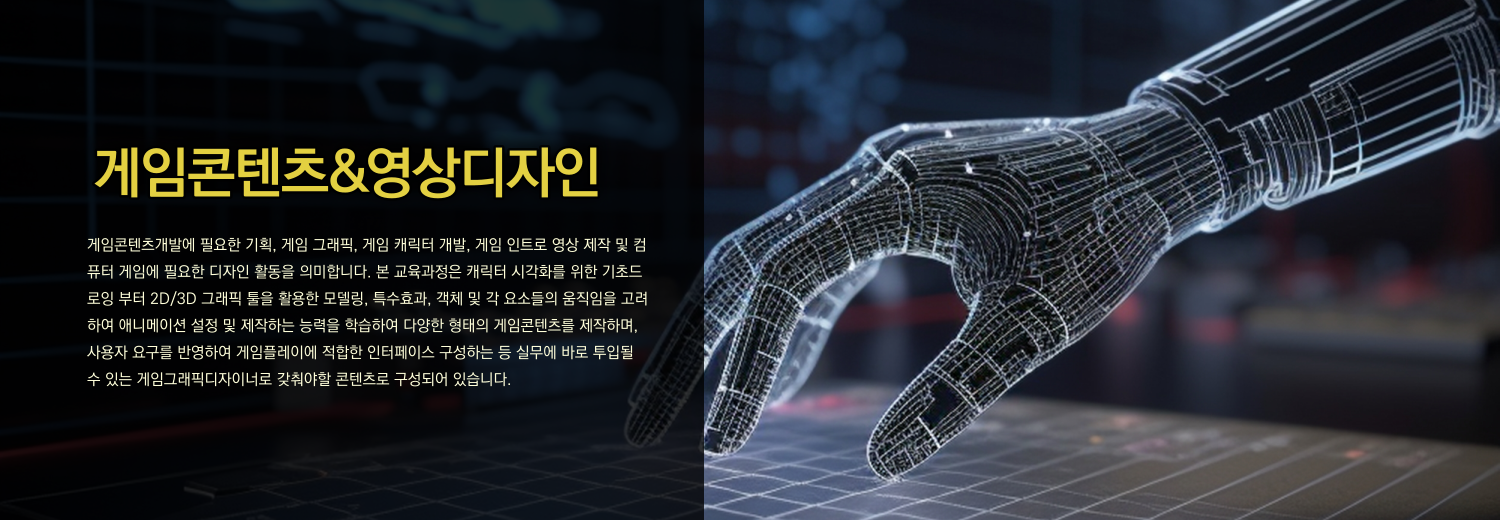 게임콘텐츠&영상디자인
게임콘텐츠개발에 필요한 기획, 게임 그래픽, 게임 캐릭터 개발, 게임 인트로 영상 제작 및 컴
퓨터 게임에 필요한 디자인 활동을 의미합니다. 본 교육과정은 캐릭터 시각화를 위한 기초드
로잉 부터 2D/3D 그래픽 툴을 활용한 모델링, 특수효과, 객체 및 각 요소들의 움직임을 고려
하여 애니메이션 설정 및 제작하는 능력을 학습하여 다양한 형태의 게임콘텐츠를 제작하며,
사용자 요구를 반영하여 게임플레이에 적합한 인터페이스 구성하는 등 실무에 바로 투입될
수 있는 게임그래픽디자이너로 갖춰야할 콘텐츠로 구성되어 있습니다.